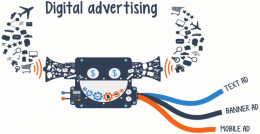 Digital advertising
$ $
TEXT AD
BANNER AD
MOBILE AD